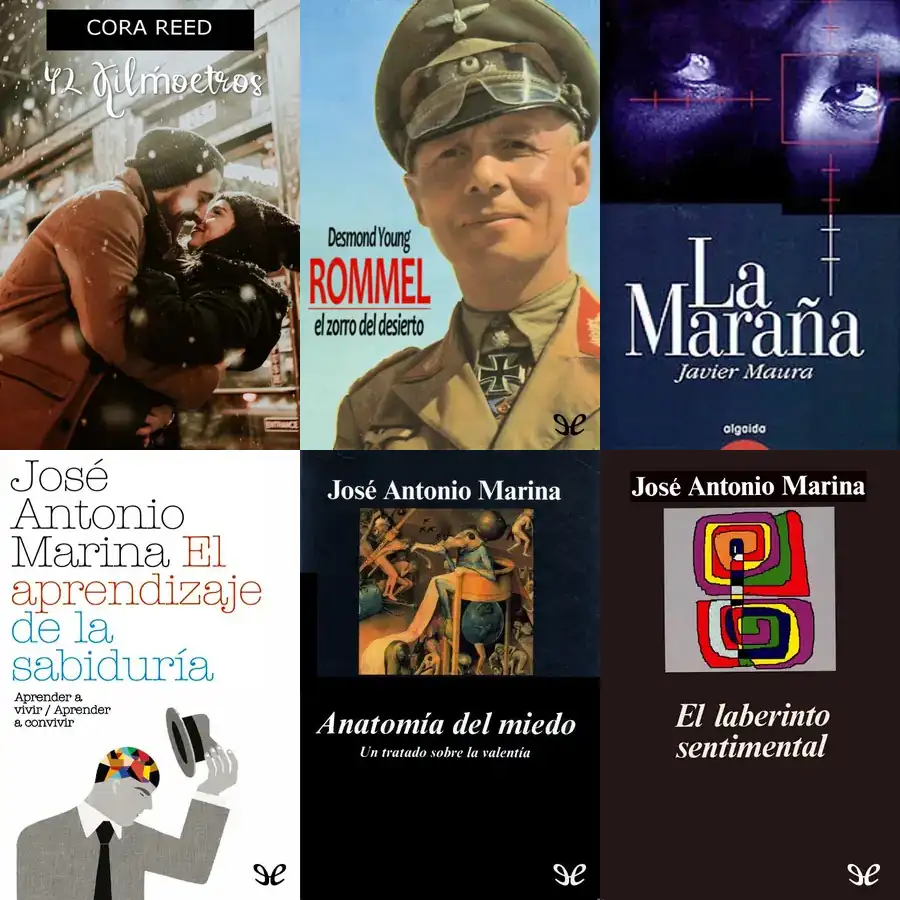 CORA REED
42 Kilmoetros
ENTRANCE
Desmond Young
ROMMEL
el zorro del desierto
La
Maraña
Javier Maura
algaida
José
Antonio
Marina El
aprendizaje
de la
sabiduría
Aprender a
vivir / Aprender
a convivir
José Antonio Marina
Anatomía del miedo
Un tratado sobre la valentía
José Antonio Marina
El laberinto
sentimental